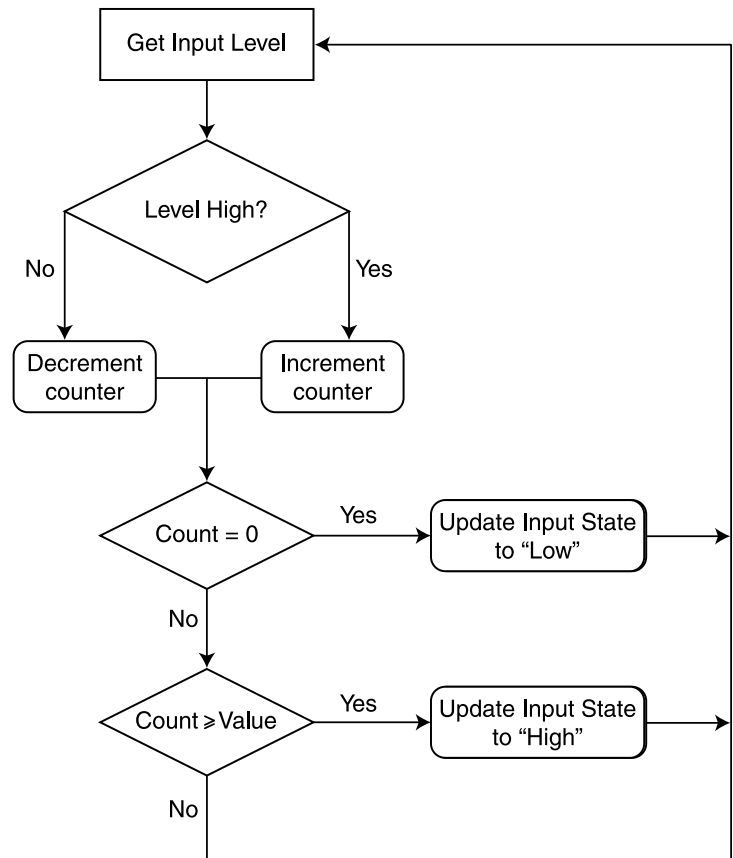 Get Input Level
Level High?
No
Yes
Decrement
counter
Increment
counter
Count = 0
Yes
Update Input State
to “Low”
No
Count ⩾ Value
Yes
Update Input State
to “High”
No